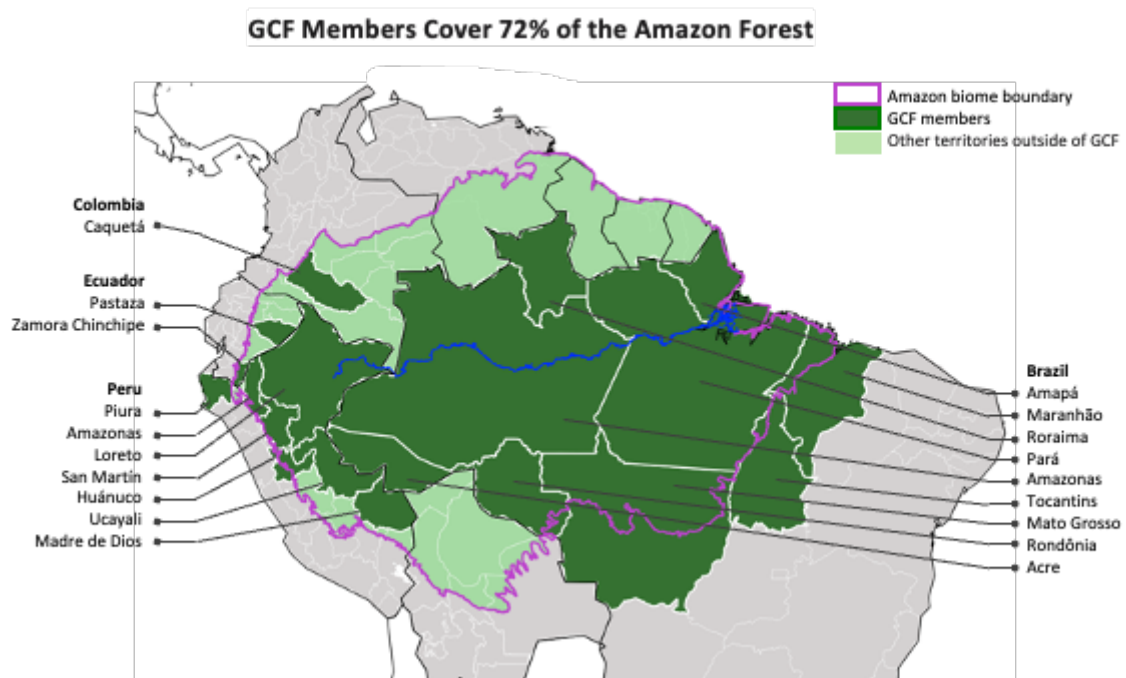 GCF Members Cover 72% of the Amazon Forest
Amazon biome boundary
GCF members
Other territories outside of GCF
Colombia
Caquetá
Ecuador
Pastaza
Zamora Chinchipe
Peru
Piura
Amazonas
Loreto
San Martin
Huánuco
Ucayali
Madre de Dios
Brazil
Amapá
Maranhão
Roraima
Pará
Amazonas
Tocantins
Mato Grosso
Rondônia
Acre